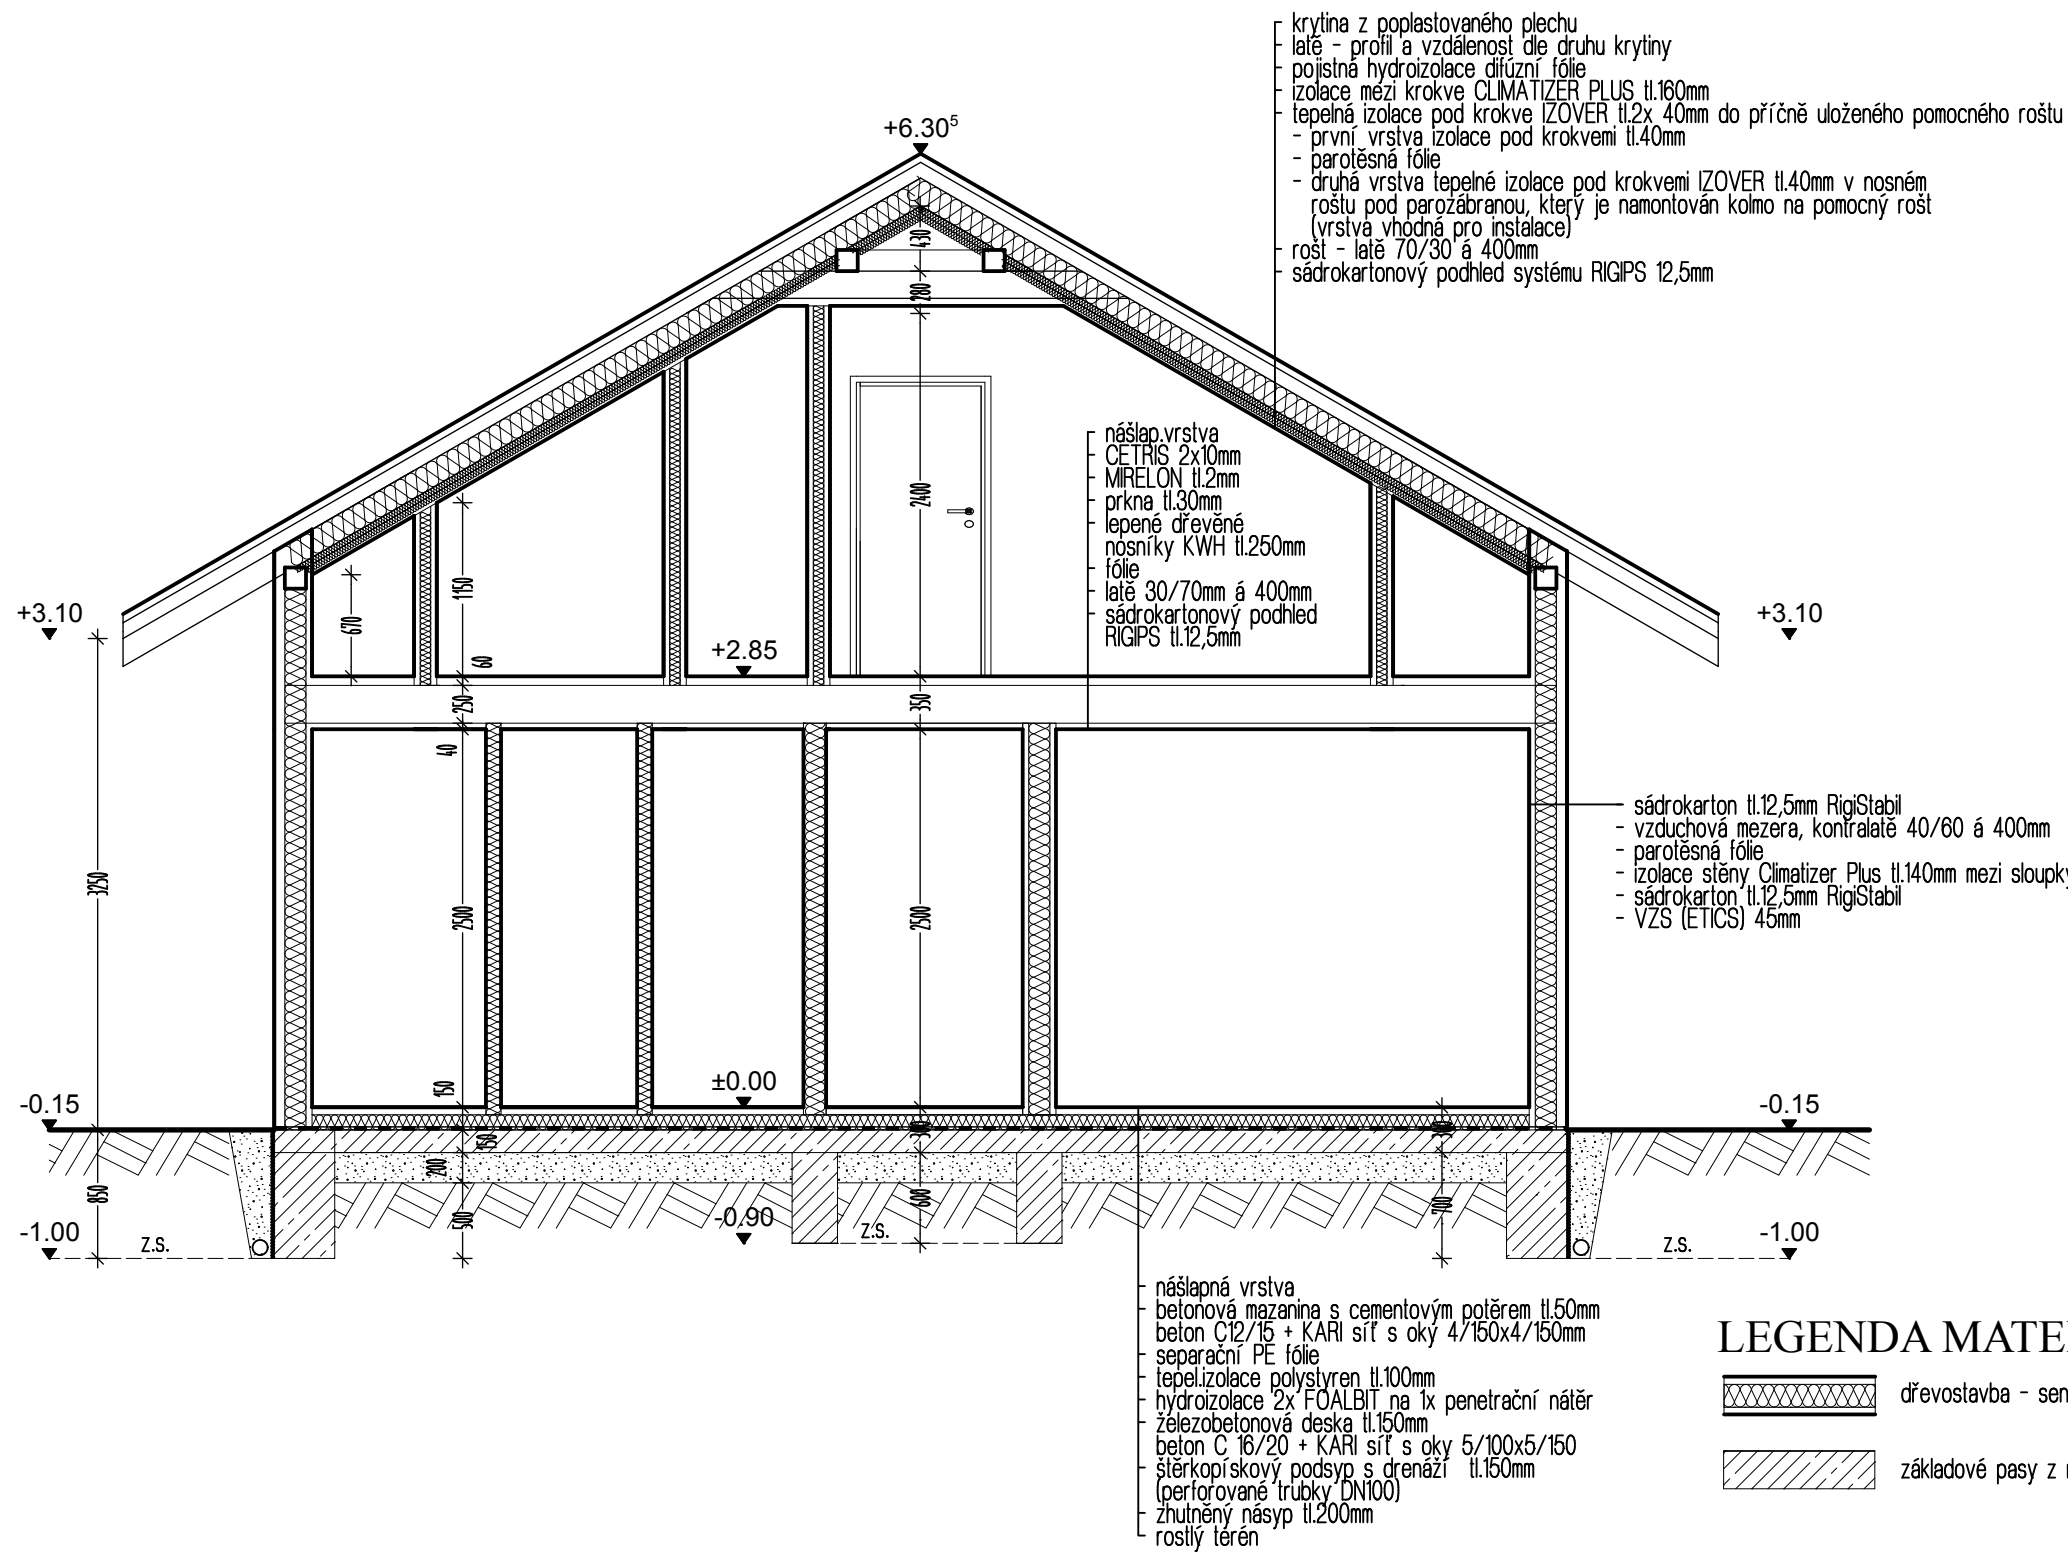 krytina z poplastovaného plechu
latě - profil a vzdálenost dle druhu krytiny
pojistná hydroizolace difúzní fólie
izolace mezi krokve CLIMATIZER PLUS tl.160mm
tepelná izolace pod krokve IZOVER tl.2x 40mm do příčně uloženého pomocného roštu
- první vrstva izolace pod krokvemi tl.40mm
- parotěsná fólie
- druhá vrstva tepelné izolace pod krokvemi IZOVER tl.40mm v nosném
roštu pod parozábranou, který je namontován kolmo na pomocný rošt
(vrstva vhodná pro instalace)
rošt - latě 70/30 á 400mm
sádrokartonový podhled systému RIGIPS 12,5mm
+6.30⁵
430
280
2400
nášlap.vrstva
CETRIS 2x10mm
MIRELON tl.2mm
prkna tl.30mm
lepené dřevěné
nosníky KWH tl.250mm
fólie
latě 30/70mm á 400mm
sádrokartonový podhled
RIGIPS tl.12,5mm
+3.10
+3.10
670
1150
60
+2.85
250
350
40
3250
2500
2500
sádrokarton tl.12,5mm RigiStabil
- vzduchová mezera, kontralatě 40/60 á 400mm
- parotěsná fólie
- izolace stěny Climatizer Plus tl.140mm mezi sloupky
- sádrokarton tl.12,5mm RigiStabil
- VZS (ETICS) 45mm
150
±0.00
-0.15
-0.15
150
300
300
200
850
500
600
700
-0.90
-1.00
z.s.
z.s.
z.s.
-1.00
nášlapná vrstva
betonová mazanina s cementovým potěrem tl.50mm
beton C12/15 + KARI síť s oky 4/150x4/150mm
separační PE fólie
tepel.izolace polystyren tl.100mm
hydroizolace 2x FOALBIT na 1x penetrační nátěr
železobetonová deska tl.150mm
beton C 16/20 + KARI síť s oky 5/100x5/150
štěrkopískový podsyp s drenáží tl.150mm
(perforované trubky DN100)
zhutněný násyp tl.200mm
rostlý terén
LEGENDA MATE
dřevostavba - sen
základové pasy z